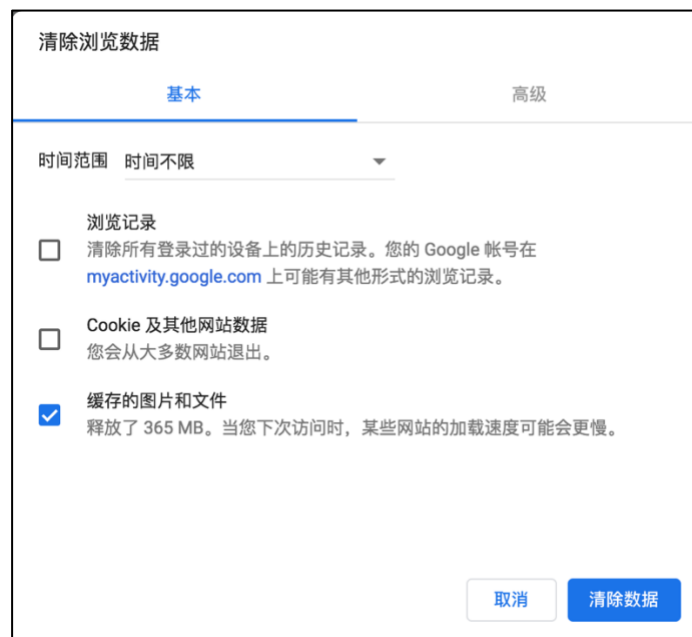 清除浏览数据
基本
高级
时间范围 时间不限
浏览记录
清除所有登录过的设备上的历史记录。您的 Google 帐号在
myactivity.google.com 上可能有其他形式的浏览记录。
Cookie 及其他网站数据
您会从大多数网站退出。
缓存的图片和文件
释放了 365 MB。当您下次访问时，某些网站的加载速度可能会更慢。
取消
清除数据